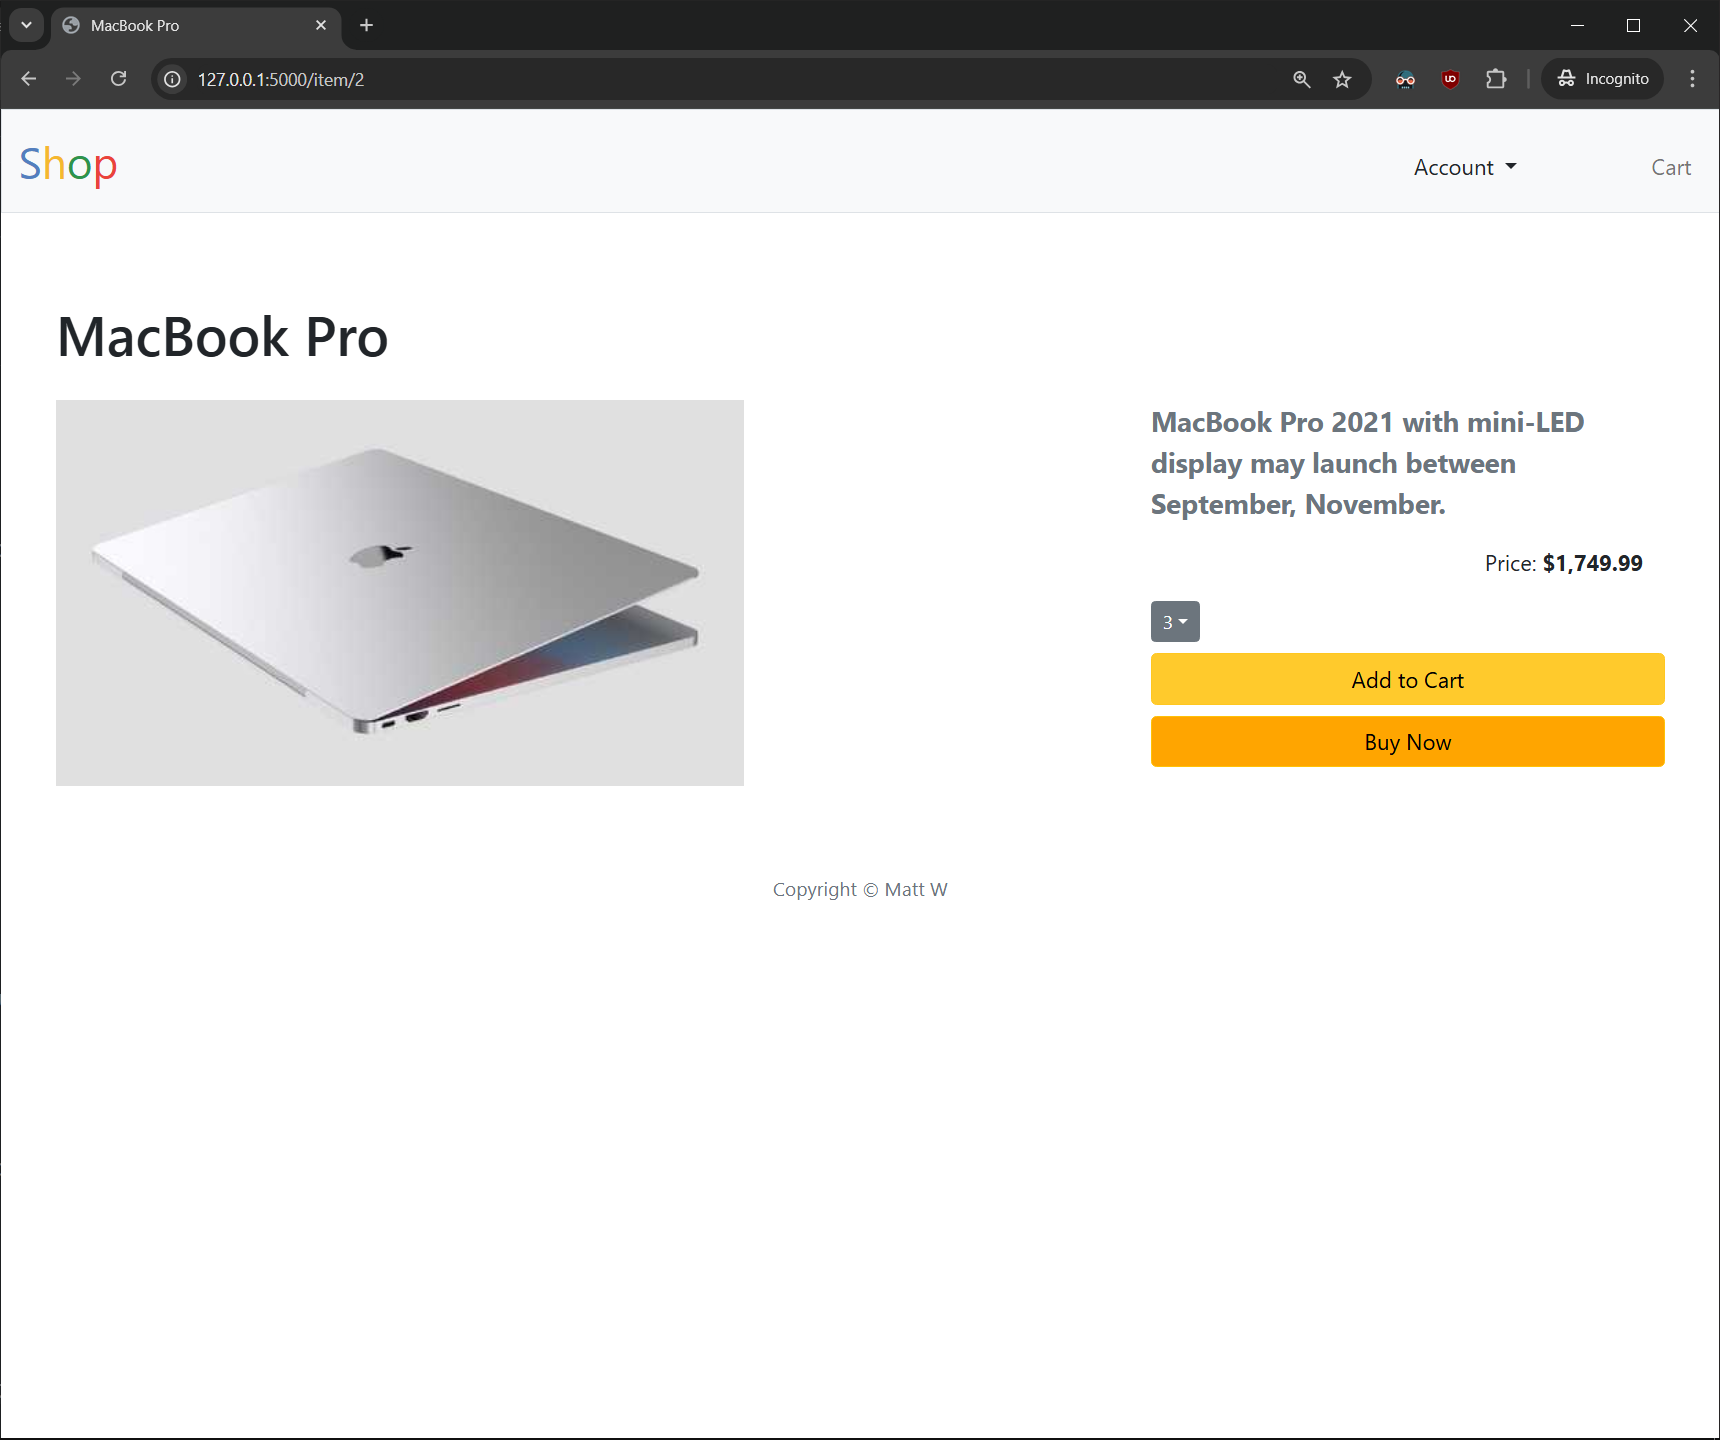 MacBook Pro
127.0.0.1:5000/item/2
Incognito
Shop
Account
Cart
MacBook Pro
MacBook Pro 2021 with mini-LED
display may launch between
September, November.
Price: $1,749.99
3
Add to Cart
Buy Now
Copyright © Matt W